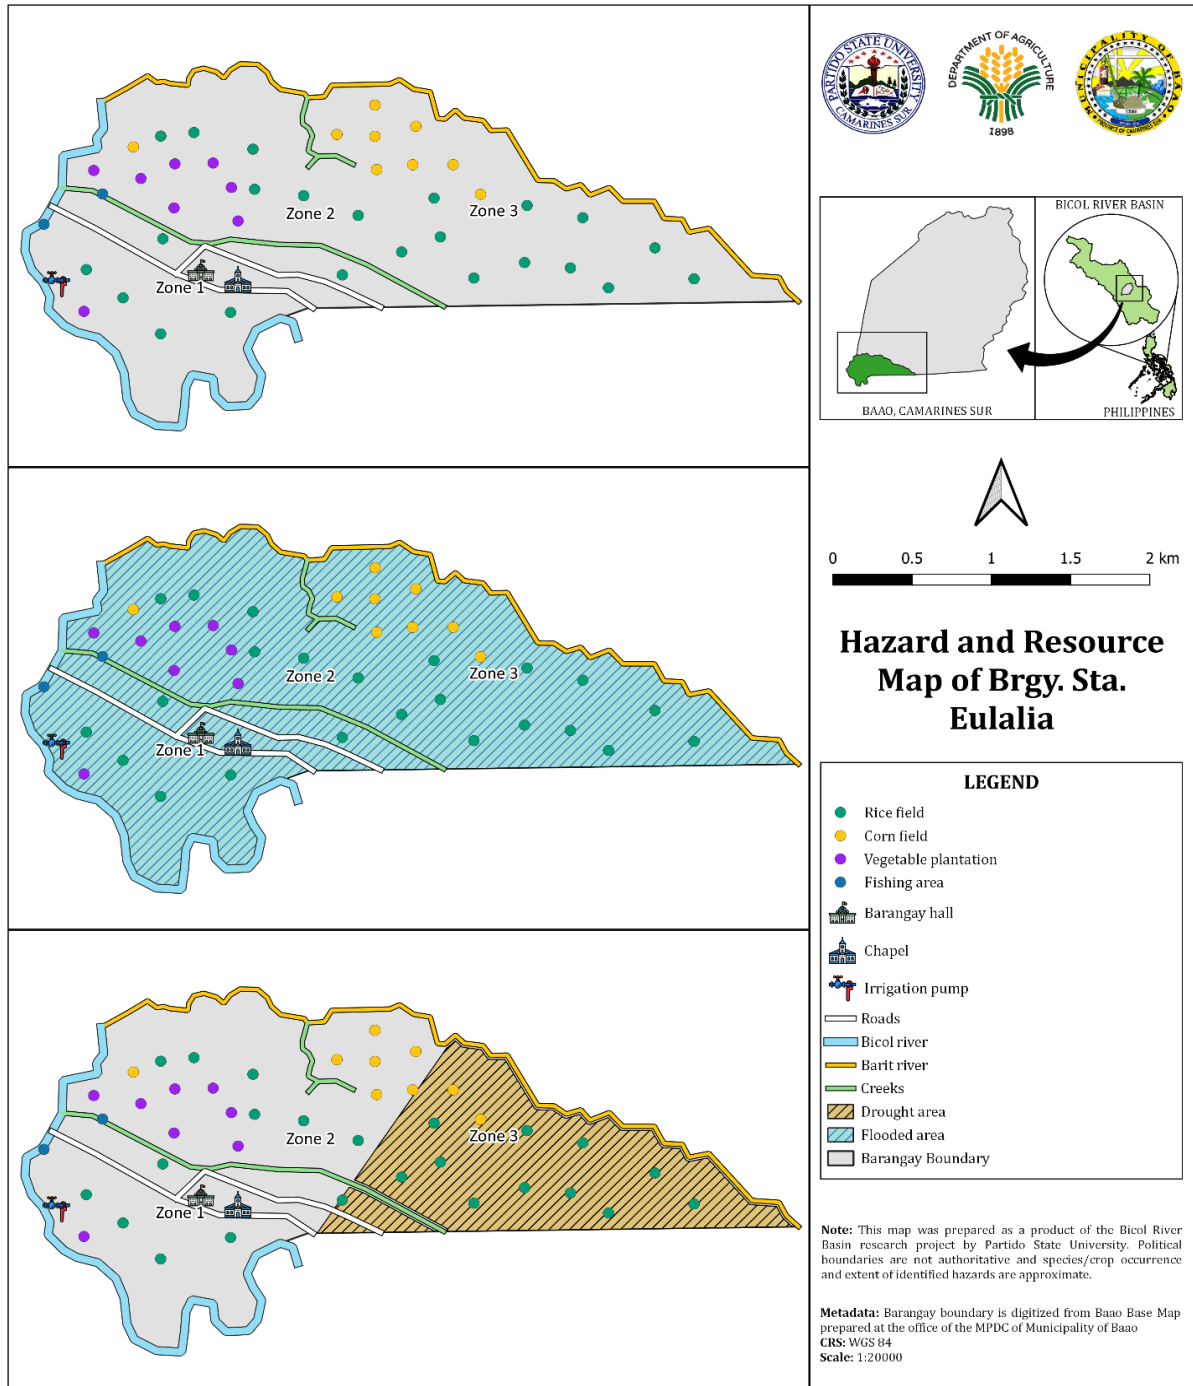 Zone 2
Zone 3
Zone 1
Zone 2
Zone 3
Zone 1
Zone 2
Zone 3
Zone 1
PARTIDO STATE UNIVERSITY
CAMARINES SUR
DEPARTMENT OF AGRICULTURE
1898
MUNICIPALITY OF BAAO
PROVINCE OF CAMARINES SUR
BICOL RIVER BASIN
BAAO, CAMARINES SUR
PHILIPPINES
0 0.5 1 1.5 2 km
Hazard and Resource
Map of Brgy. Sta.
Eulalia
LEGEND
Rice field
Corn field
Vegetable plantation
Fishing area
Barangay hall
Chapel
Irrigation pump
Roads
Bicol river
Barit river
Creeks
Drought area
Flooded area
Barangay Boundary
Note: This map was prepared as a product of the Bicol River
Basin research project by Partido State University. Political
boundaries are not authoritative and species/crop occurrence
and extent of identified hazards are approximate.
Metadata: Barangay boundary is digitized from Baao Base Map
prepared at the office of the MPDC of Municipality of Baao
CRS: WGS 84
Scale: 1:20000